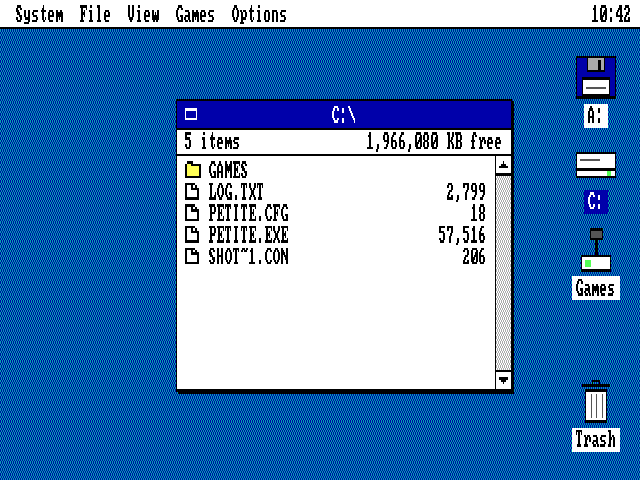 System File View Games Options 10:42
C:\
5 items 1,966,080 KB free
GAMES
LOG.TXT 2,799
PETITE.CFG 18
PETITE.EXE 57,516
SHOT~1.CON 206
A:
C:
Games
Trash